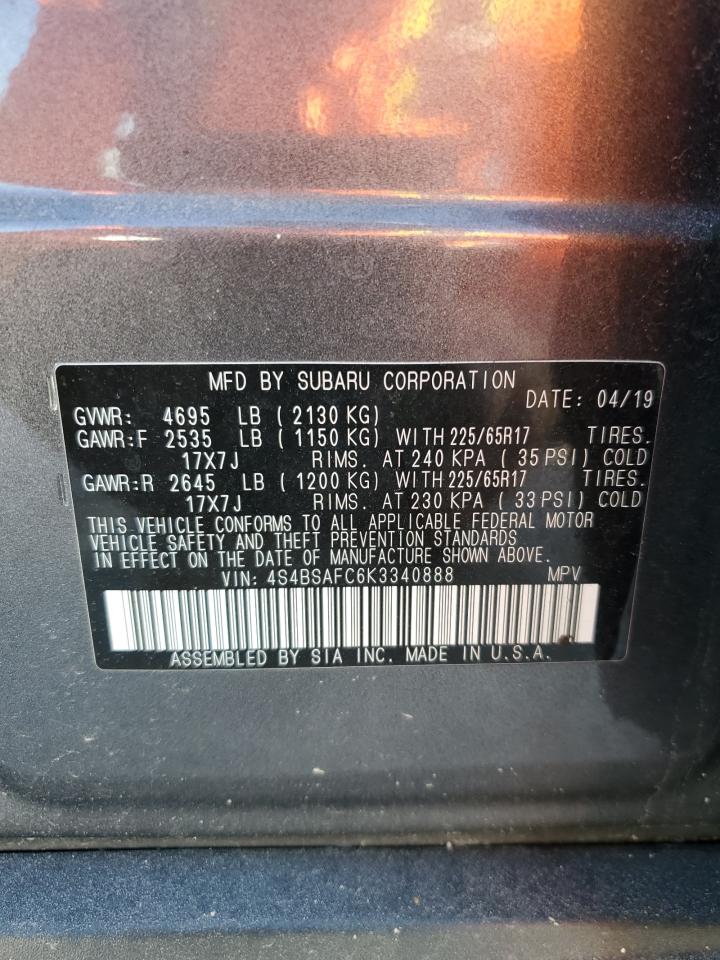 MFD BY SUBARU CORPORATION
DATE: 04/19
GVWR: 4695 LB (2130 KG)
GAWR:F 2535 LB (1150 KG) WITH 225/65R17 TIRES.
17X7J RIMS. AT 240 KPA (35 PSI) COLD
GAWR:R 2645 LB (1200 KG) WITH 225/65R17 TIRES.
17X7J RIMS. AT 230 KPA (33 PSI) COLD
THIS VEHICLE CONFORMS TO ALL APPLICABLE FEDERAL MOTOR
VEHICLE SAFETY AND THEFT PREVENTION STANDARDS
IN EFFECT ON THE DATE OF MANUFACTURE SHOWN ABOVE.
VIN: 4S4BSAFC6K3340888 MPV
ASSEMBLED BY SIA INC. MADE IN U.S.A.